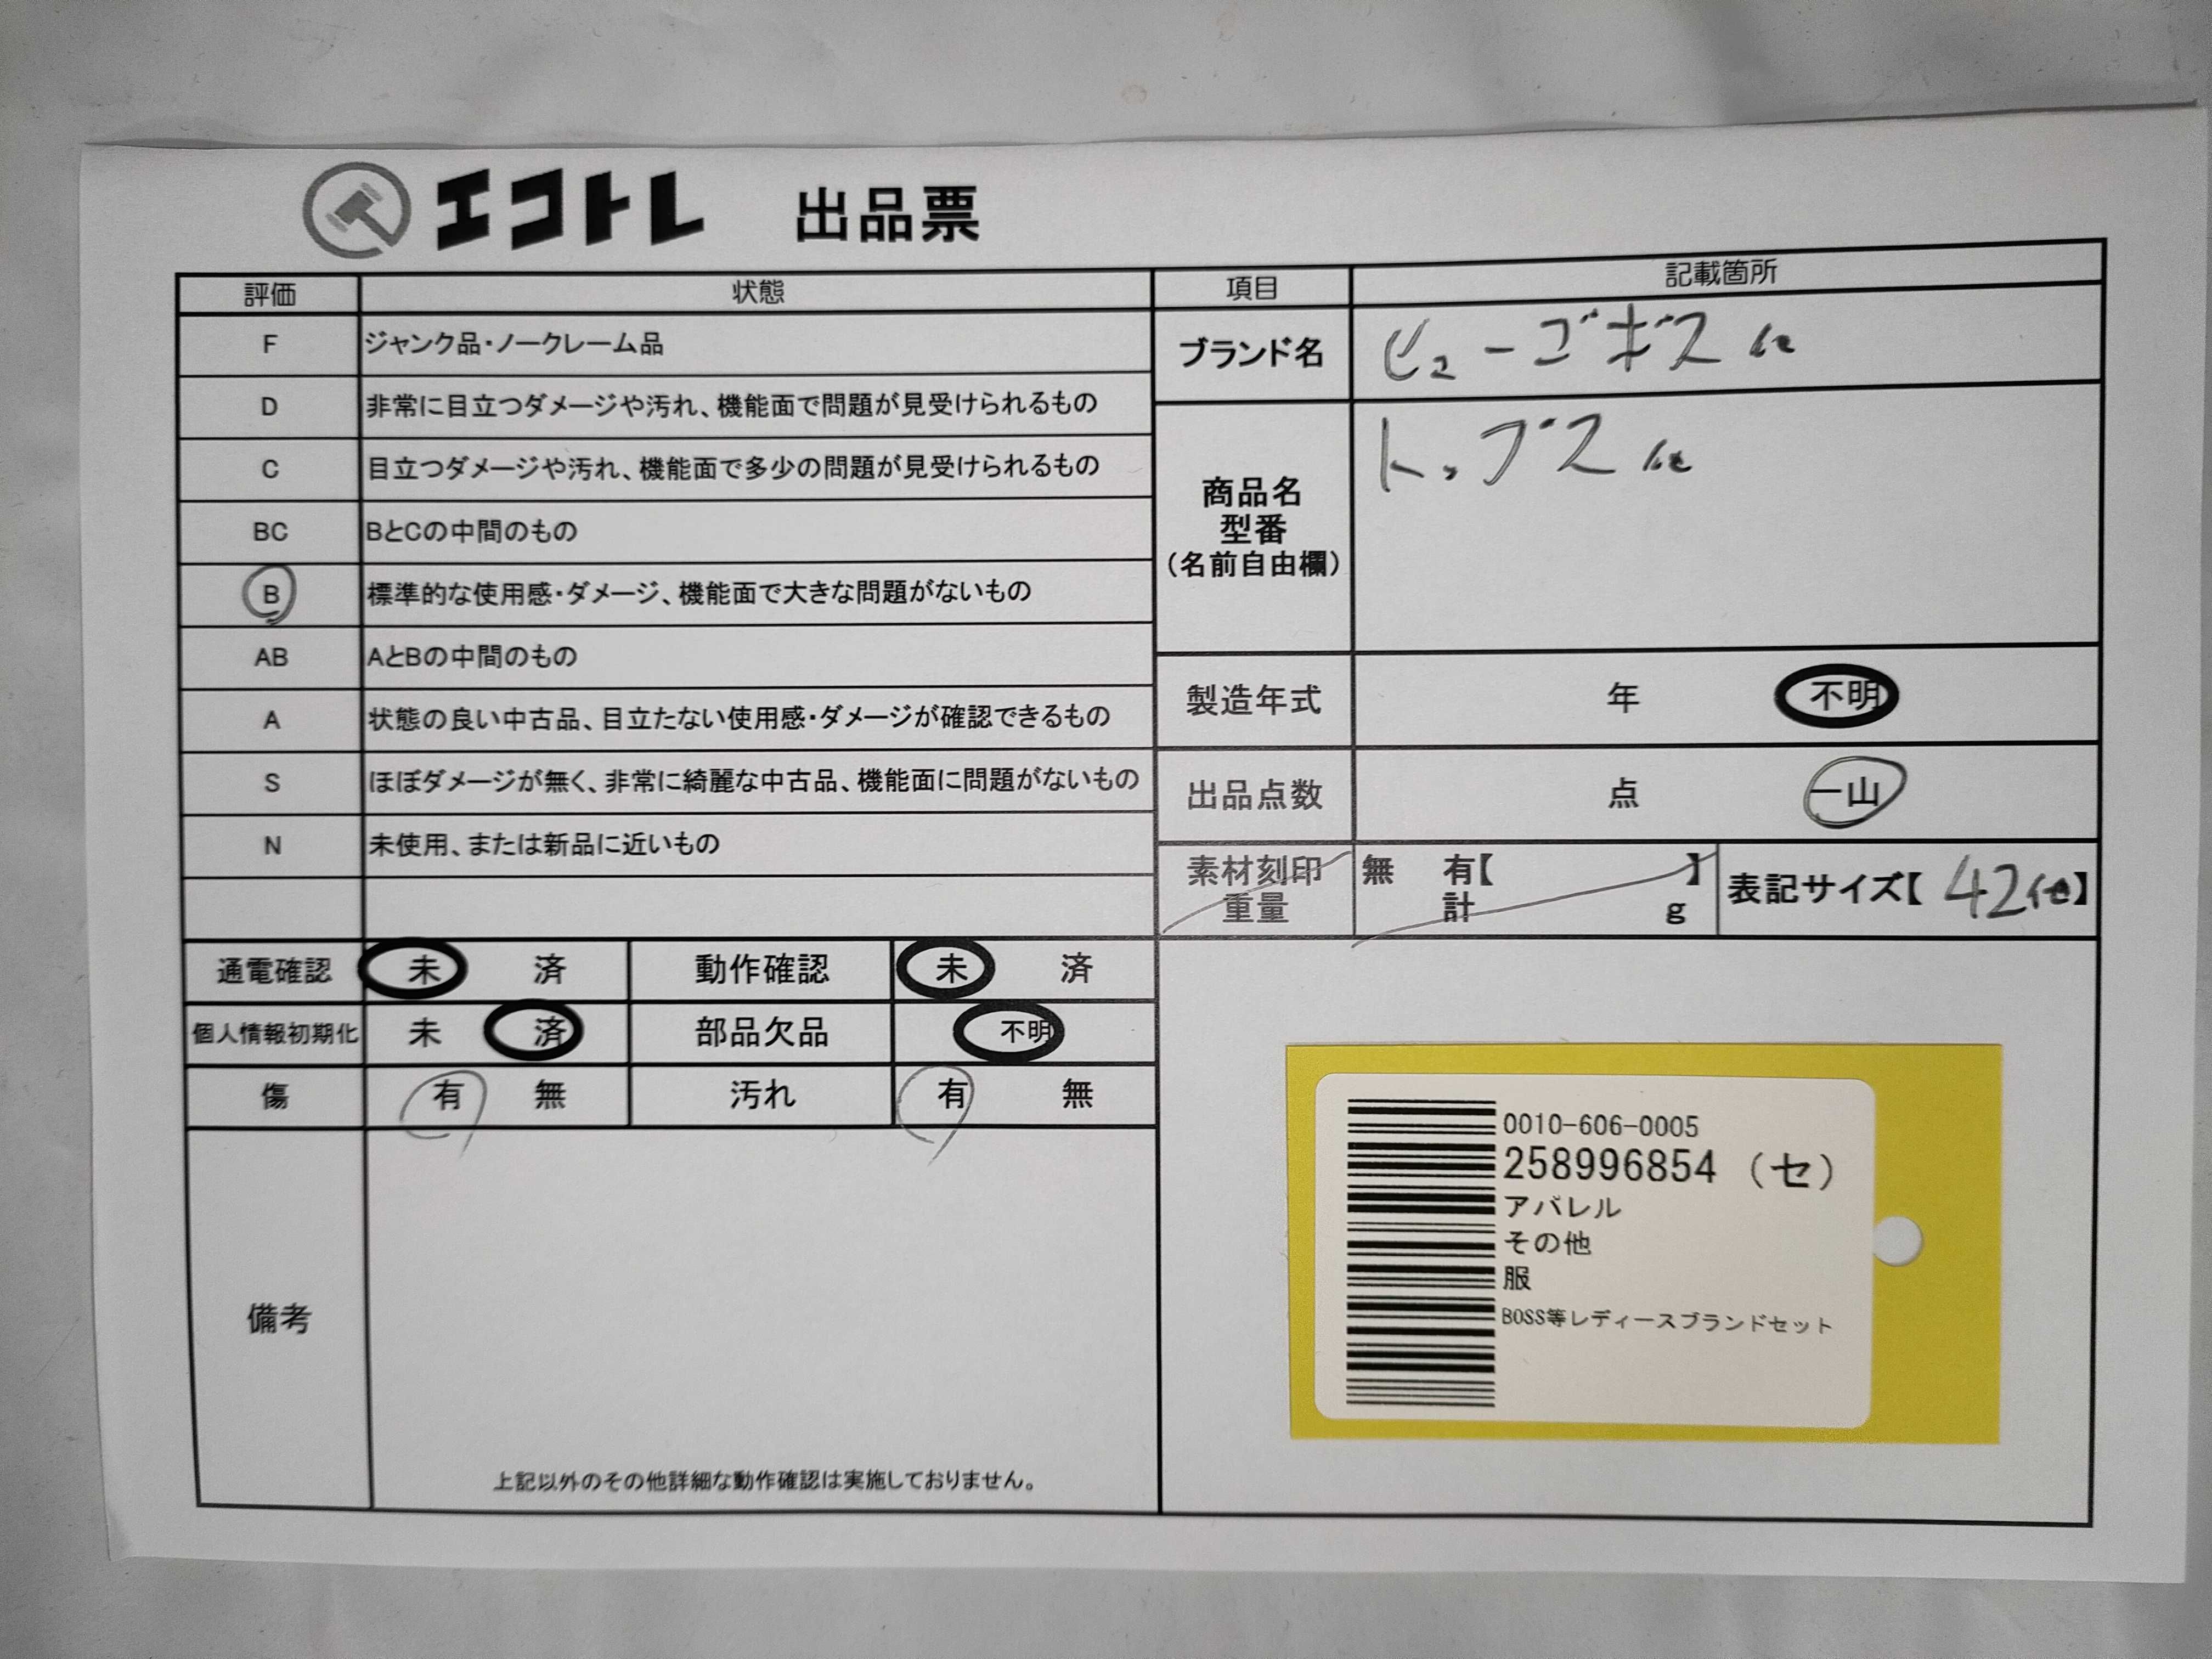 エコトレ 出品票
評価 状態
F ジャンク品・ノークレーム品
D 非常に目立つダメージや汚れ、機能面で問題が見受けられるもの
C 目立つダメージや汚れ、機能面で多少の問題が見受けられるもの
BC BとCの中間のもの
B 標準的な使用感・ダメージ、機能面で大きな問題がないもの
AB AとBの中間のもの
A 状態の良い中古品、目立たない使用感・ダメージが確認できるもの
S ほぼダメージが無く、非常に綺麗な中古品、機能面に問題がないもの
N 未使用、または新品に近いもの
通電確認 未 済 動作確認 未 済
個人情報初期化 未 済 部品欠品 不明
傷 有 無 汚れ 有 無
備考
上記以外のその他詳細な動作確認は実施しておりません。
項目 記載箇所
ブランド名 ヒューゴボス他
商品名
型番
(名前自由欄)
トップス他
製造年式 年 不明
出品点数 点 一山
素材刻印 無 有【 】
重量 計 g
表記サイズ【 42他】
0010-606-0005
258996854 (セ)
アパレル
その他
服
BOSS等レディースブランドセット